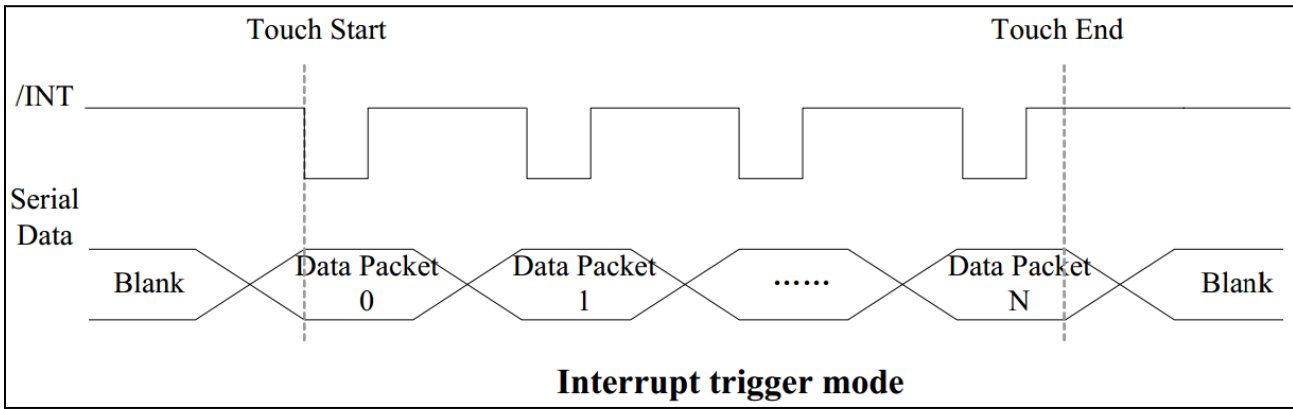 Touch Start
Touch End
/INT
Serial
Data
Blank
Data Packet
0
Data Packet
1
......
Data Packet
N
Blank
Interrupt trigger mode